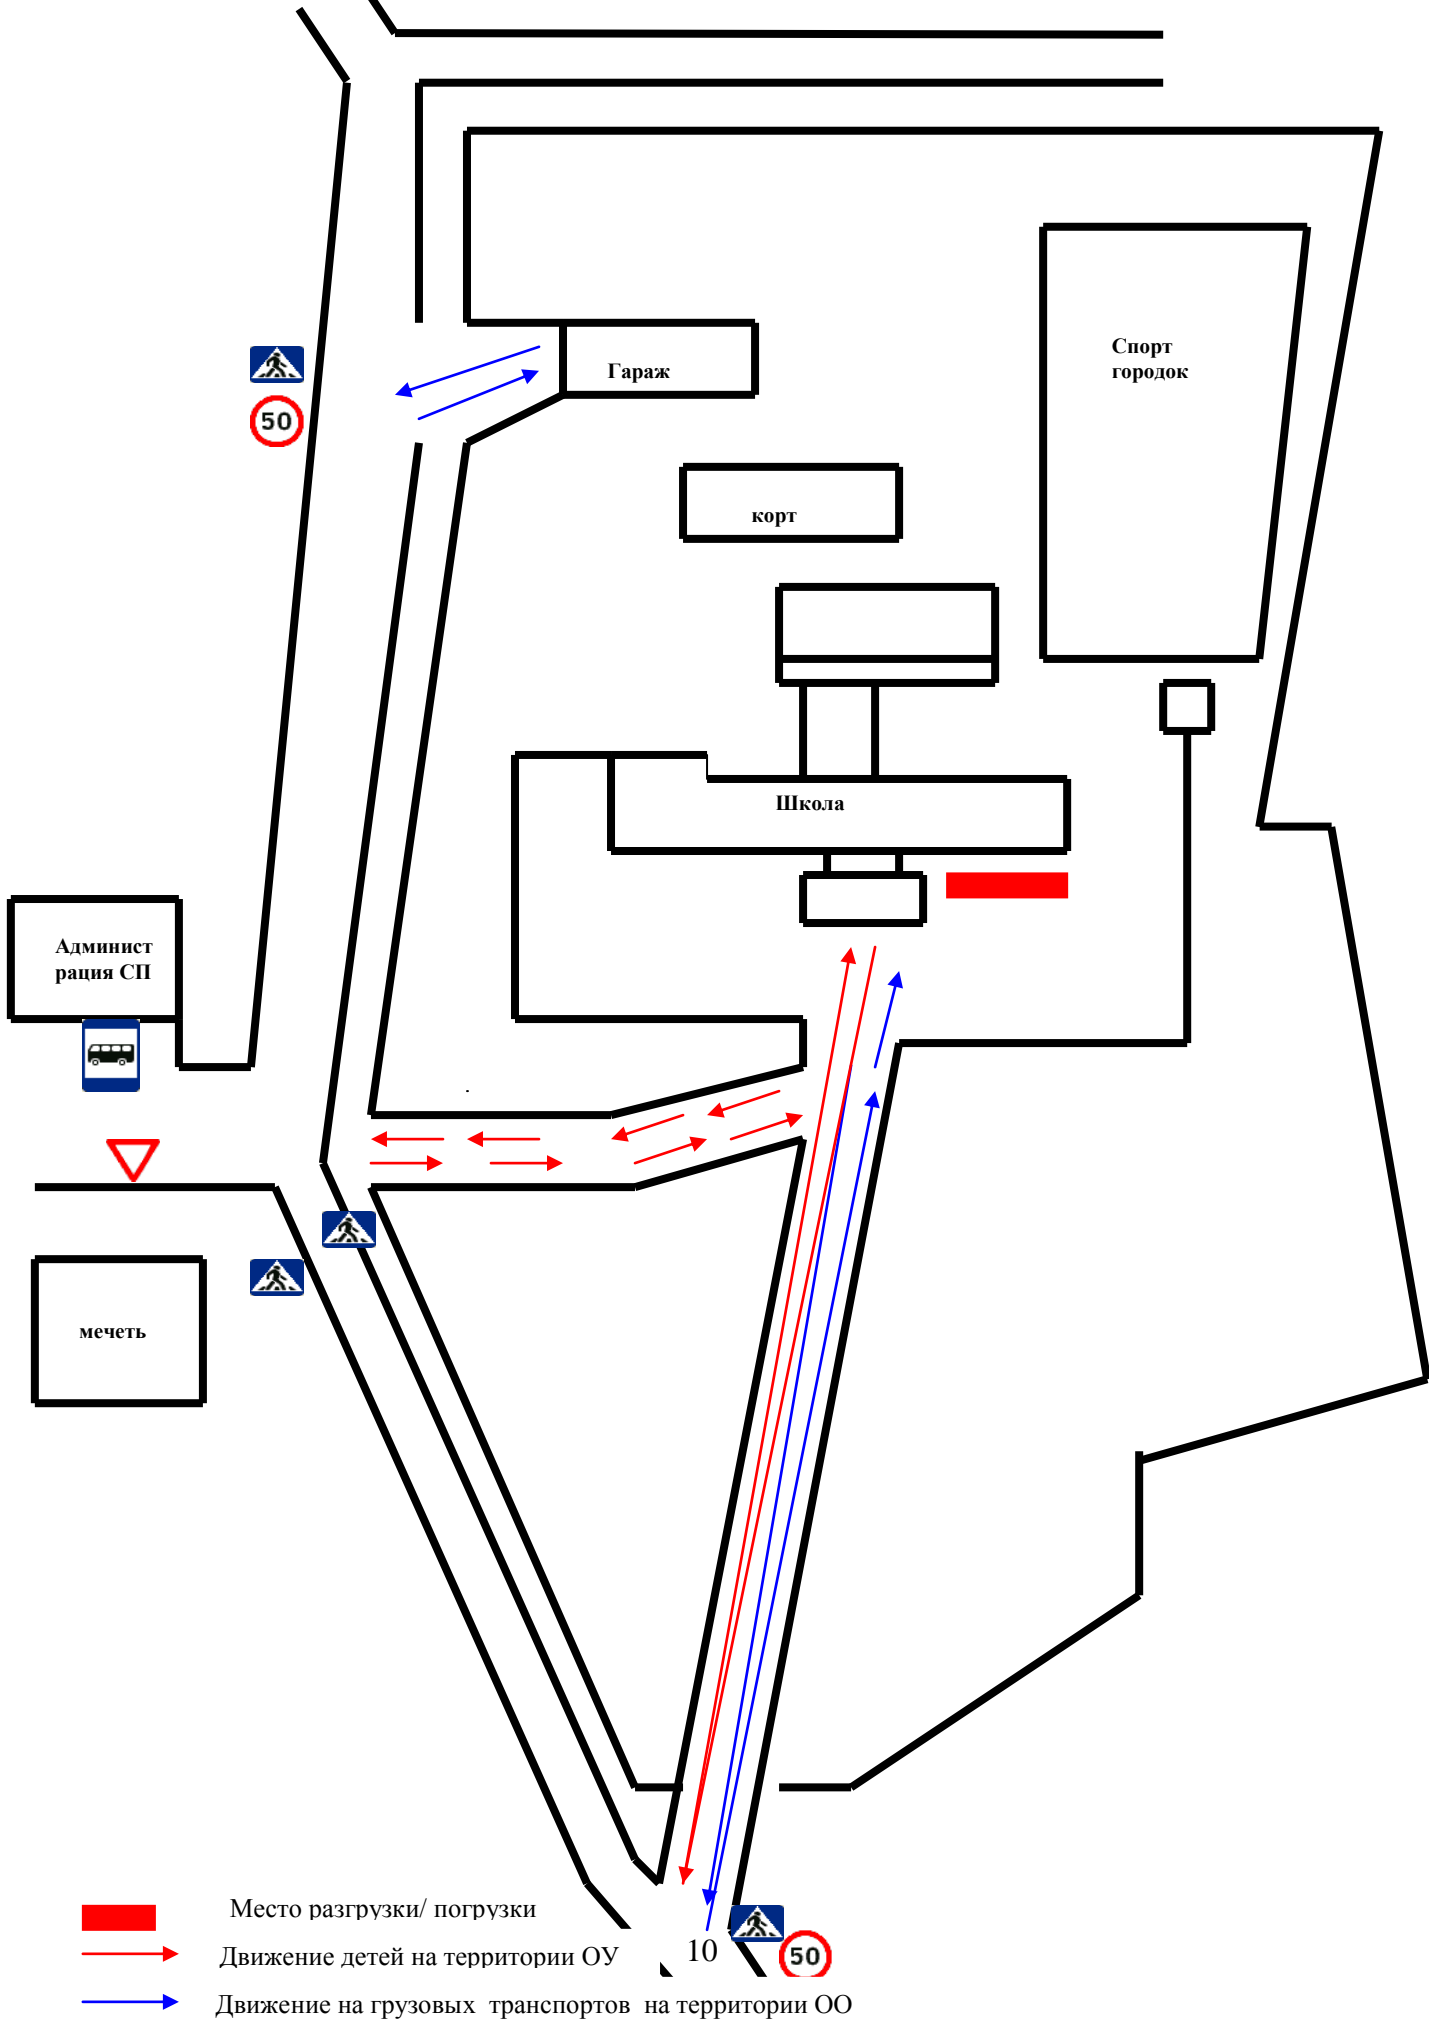 Гараж
Спорт
городок
50
корт
Школа
Админист
рация СП
мечеть
Место разгрузки/ погрузки
Движение детей на территории ОУ
10
50
Движение на грузовых транспортов на территории ОО